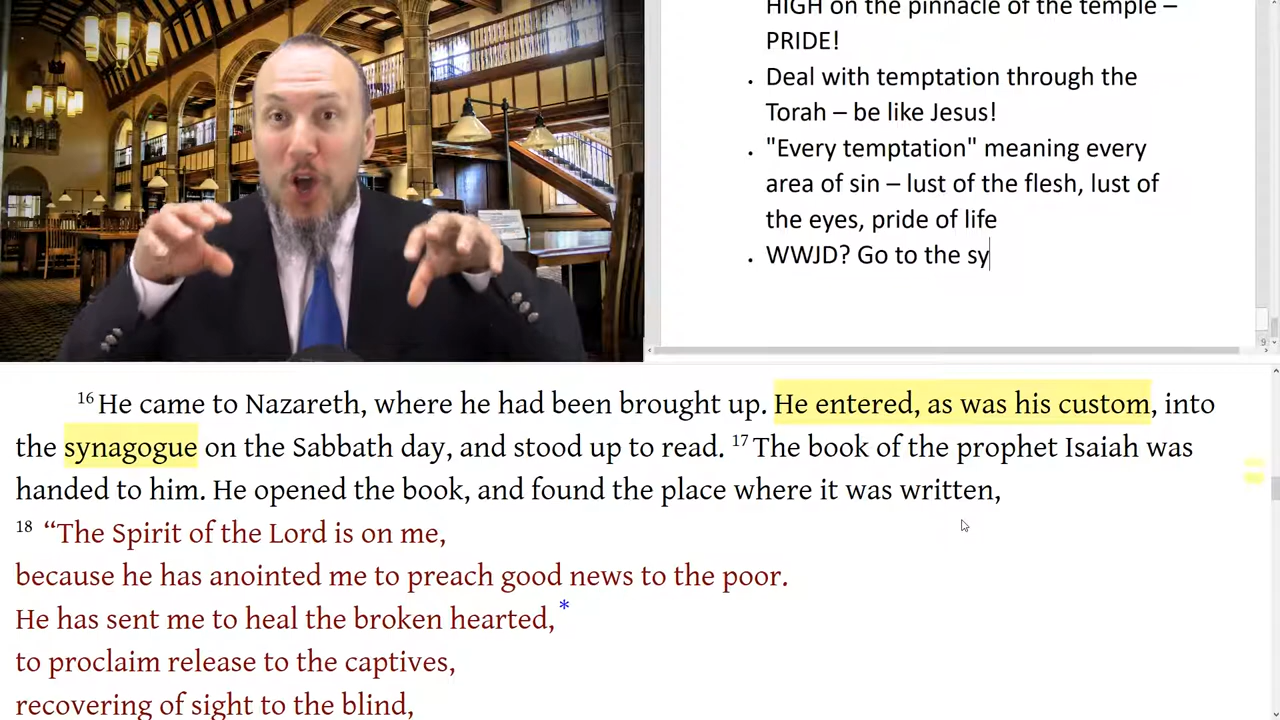 HIGH on the pinnacle of the temple –
PRIDE!
• Deal with temptation through the
Torah – be like Jesus!
• "Every temptation" meaning every
area of sin – lust of the flesh, lust of
the eyes, pride of life
• WWJD? Go to the sy
9
16 He came to Nazareth, where he had been brought up. He entered, as was his custom, into
the synagogue on the Sabbath day, and stood up to read. 17 The book of the prophet Isaiah was
handed to him. He opened the book, and found the place where it was written,
18 “The Spirit of the Lord is on me,
because he has anointed me to preach good news to the poor.
He has sent me to heal the broken hearted,*
to proclaim release to the captives,
recovering of sight to the blind,